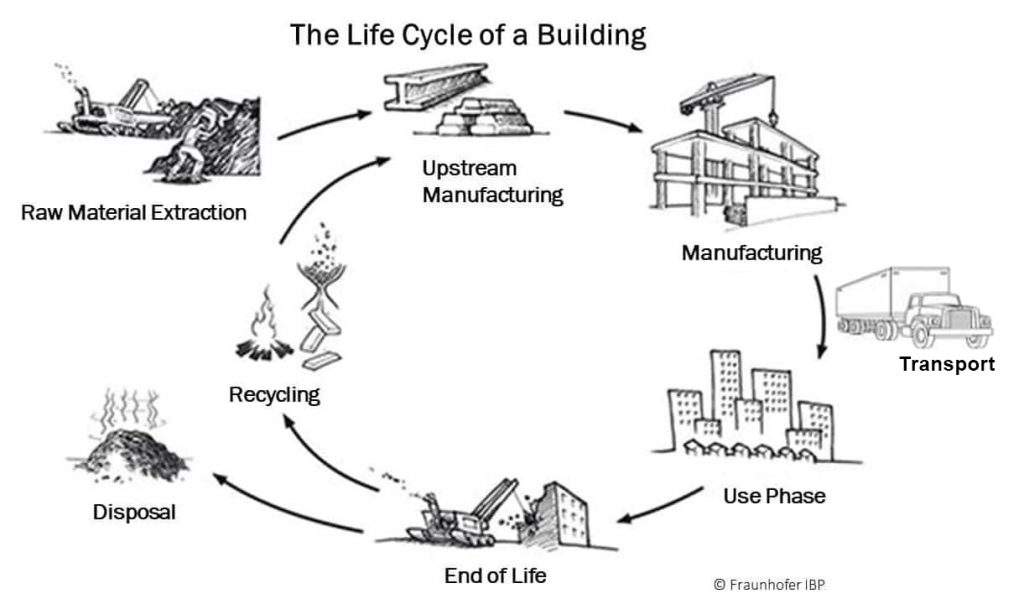 The Life Cycle of a Building
Raw Material Extraction
Upstream
Manufacturing
Manufacturing
Transport
Use Phase
End of Life
Recycling
Disposal
© Fraunhofer IBP